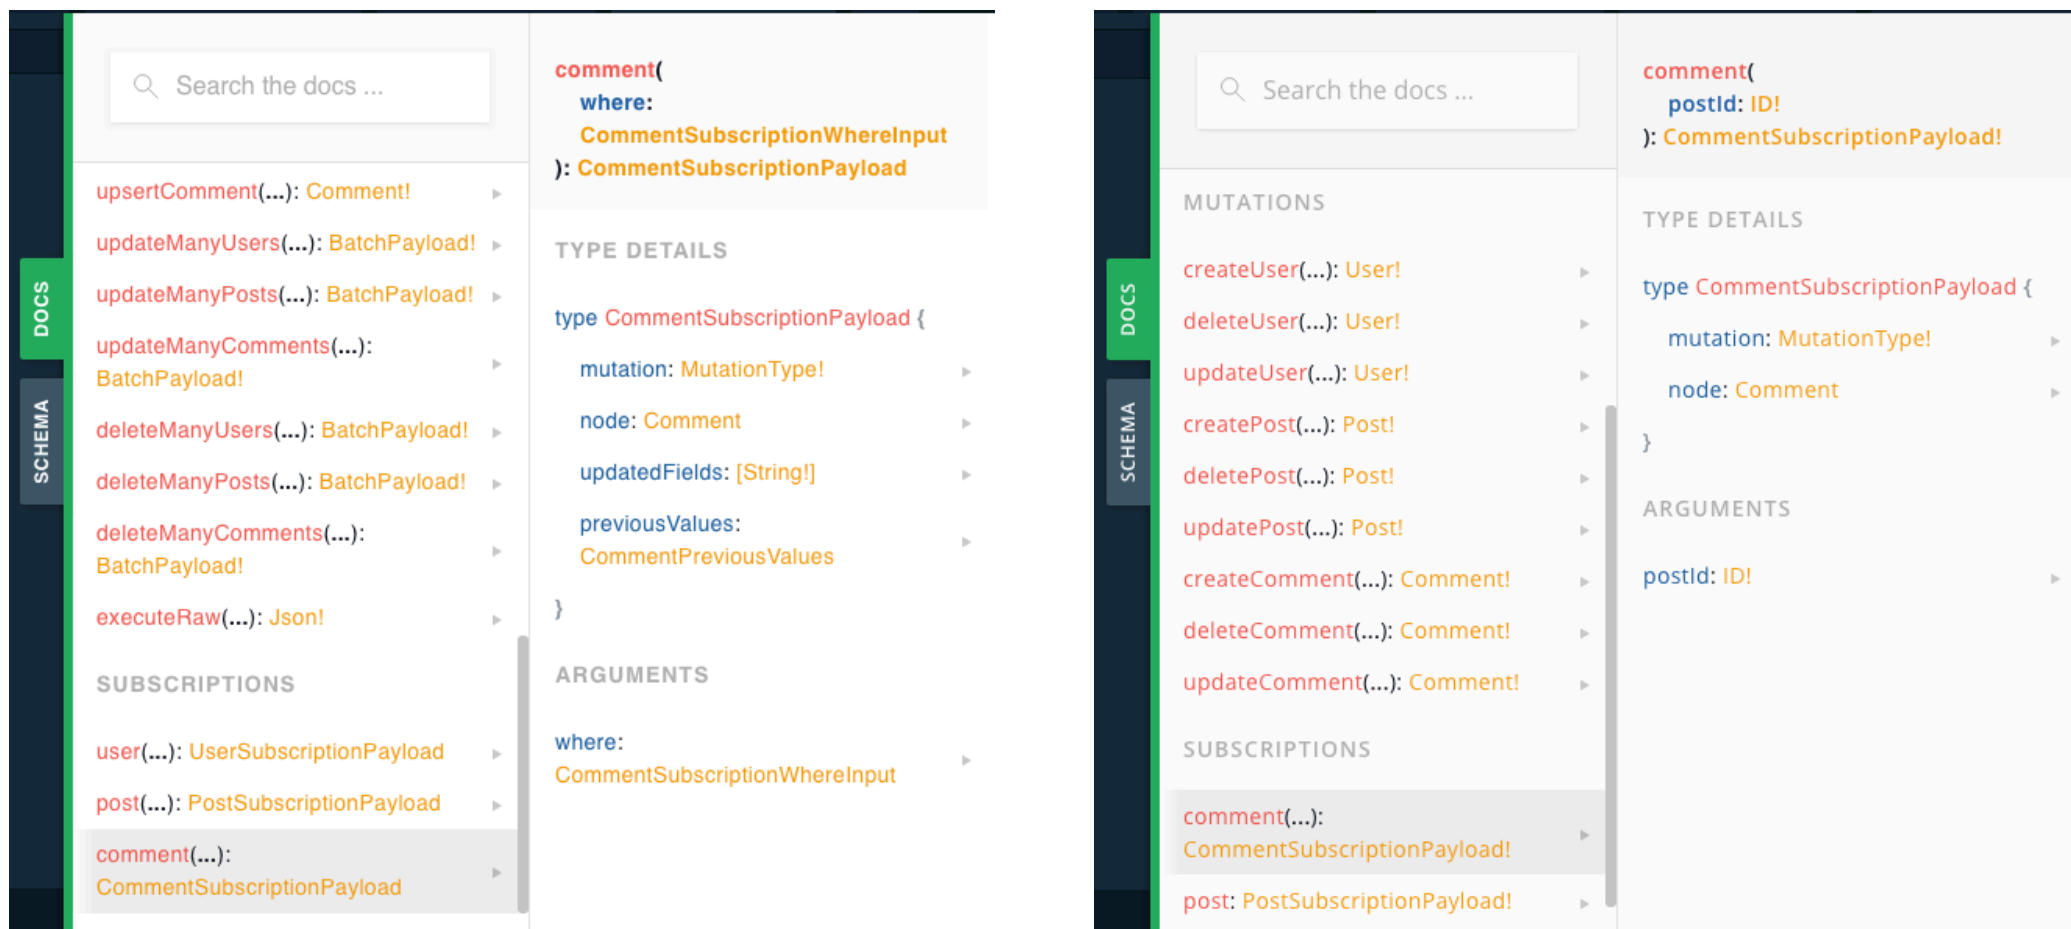 DOCS
SCHEMA
Search the docs ...
upsertComment(...): Comment!
updateManyUsers(...): BatchPayload!
updateManyPosts(...): BatchPayload!
updateManyComments(...):
BatchPayload!
deleteManyUsers(...): BatchPayload!
deleteManyPosts(...): BatchPayload!
deleteManyComments(...):
BatchPayload!
executeRaw(...): Json!
SUBSCRIPTIONS
user(...): UserSubscriptionPayload
post(...): PostSubscriptionPayload
comment(...):
CommentSubscriptionPayload
comment(
where:
CommentSubscriptionWhereInput
): CommentSubscriptionPayload
TYPE DETAILS
type CommentSubscriptionPayload {
mutation: MutationType!
node: Comment
updatedFields: [String!]
previousValues:
CommentPreviousValues
}
ARGUMENTS
where:
CommentSubscriptionWhereInput
DOCS
SCHEMA
Search the docs ...
MUTATIONS
createUser(...): User!
deleteUser(...): User!
updateUser(...): User!
createPost(...): Post!
deletePost(...): Post!
updatePost(...): Post!
createComment(...): Comment!
deleteComment(...): Comment!
updateComment(...): Comment!
SUBSCRIPTIONS
comment(...):
CommentSubscriptionPayload!
post: PostSubscriptionPayload!
comment(
postId: ID!
): CommentSubscriptionPayload!
TYPE DETAILS
type CommentSubscriptionPayload {
mutation: MutationType!
node: Comment
}
ARGUMENTS
postId: ID!